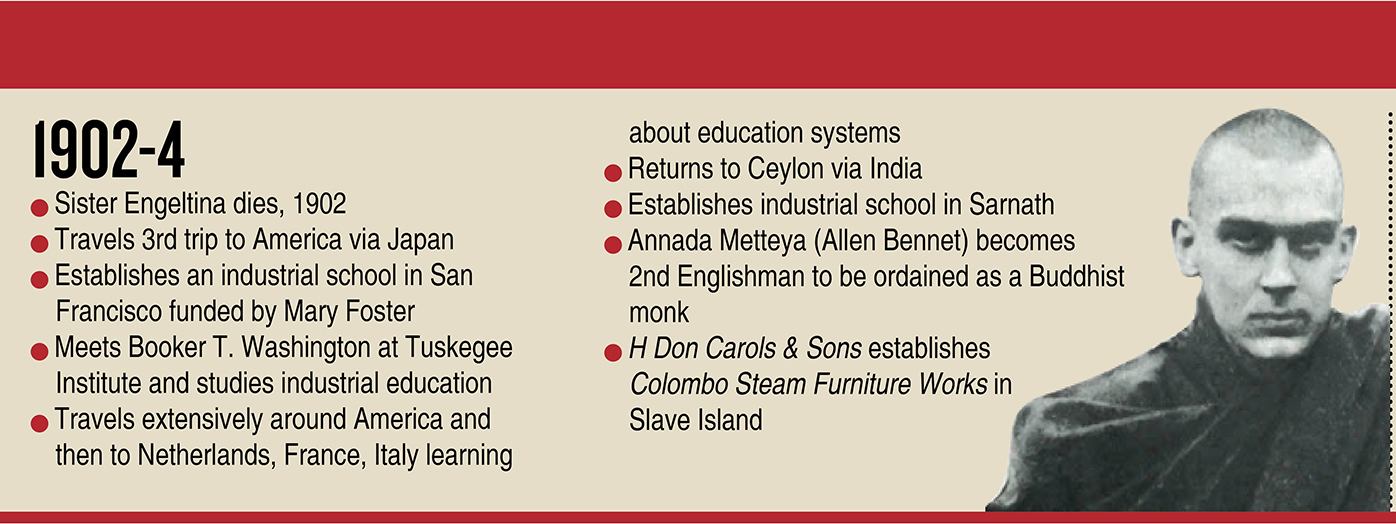 1902-4
● Sister Engeltina dies, 1902
● Travels 3rd trip to America via Japan
● Establishes an industrial school in San
Francisco funded by Mary Foster
● Meets Booker T. Washington at Tuskegee
Institute and studies industrial education
● Travels extensively around America and
then to Netherlands, France, Italy learning
about education systems
● Returns to Ceylon via India
● Establishes industrial school in Sarnath
● Annada Metteya (Allen Bennet) becomes
2nd Englishman to be ordained as a Buddhist
monk
● H Don Carols & Sons establishes
Colombo Steam Furniture Works in
Slave Island